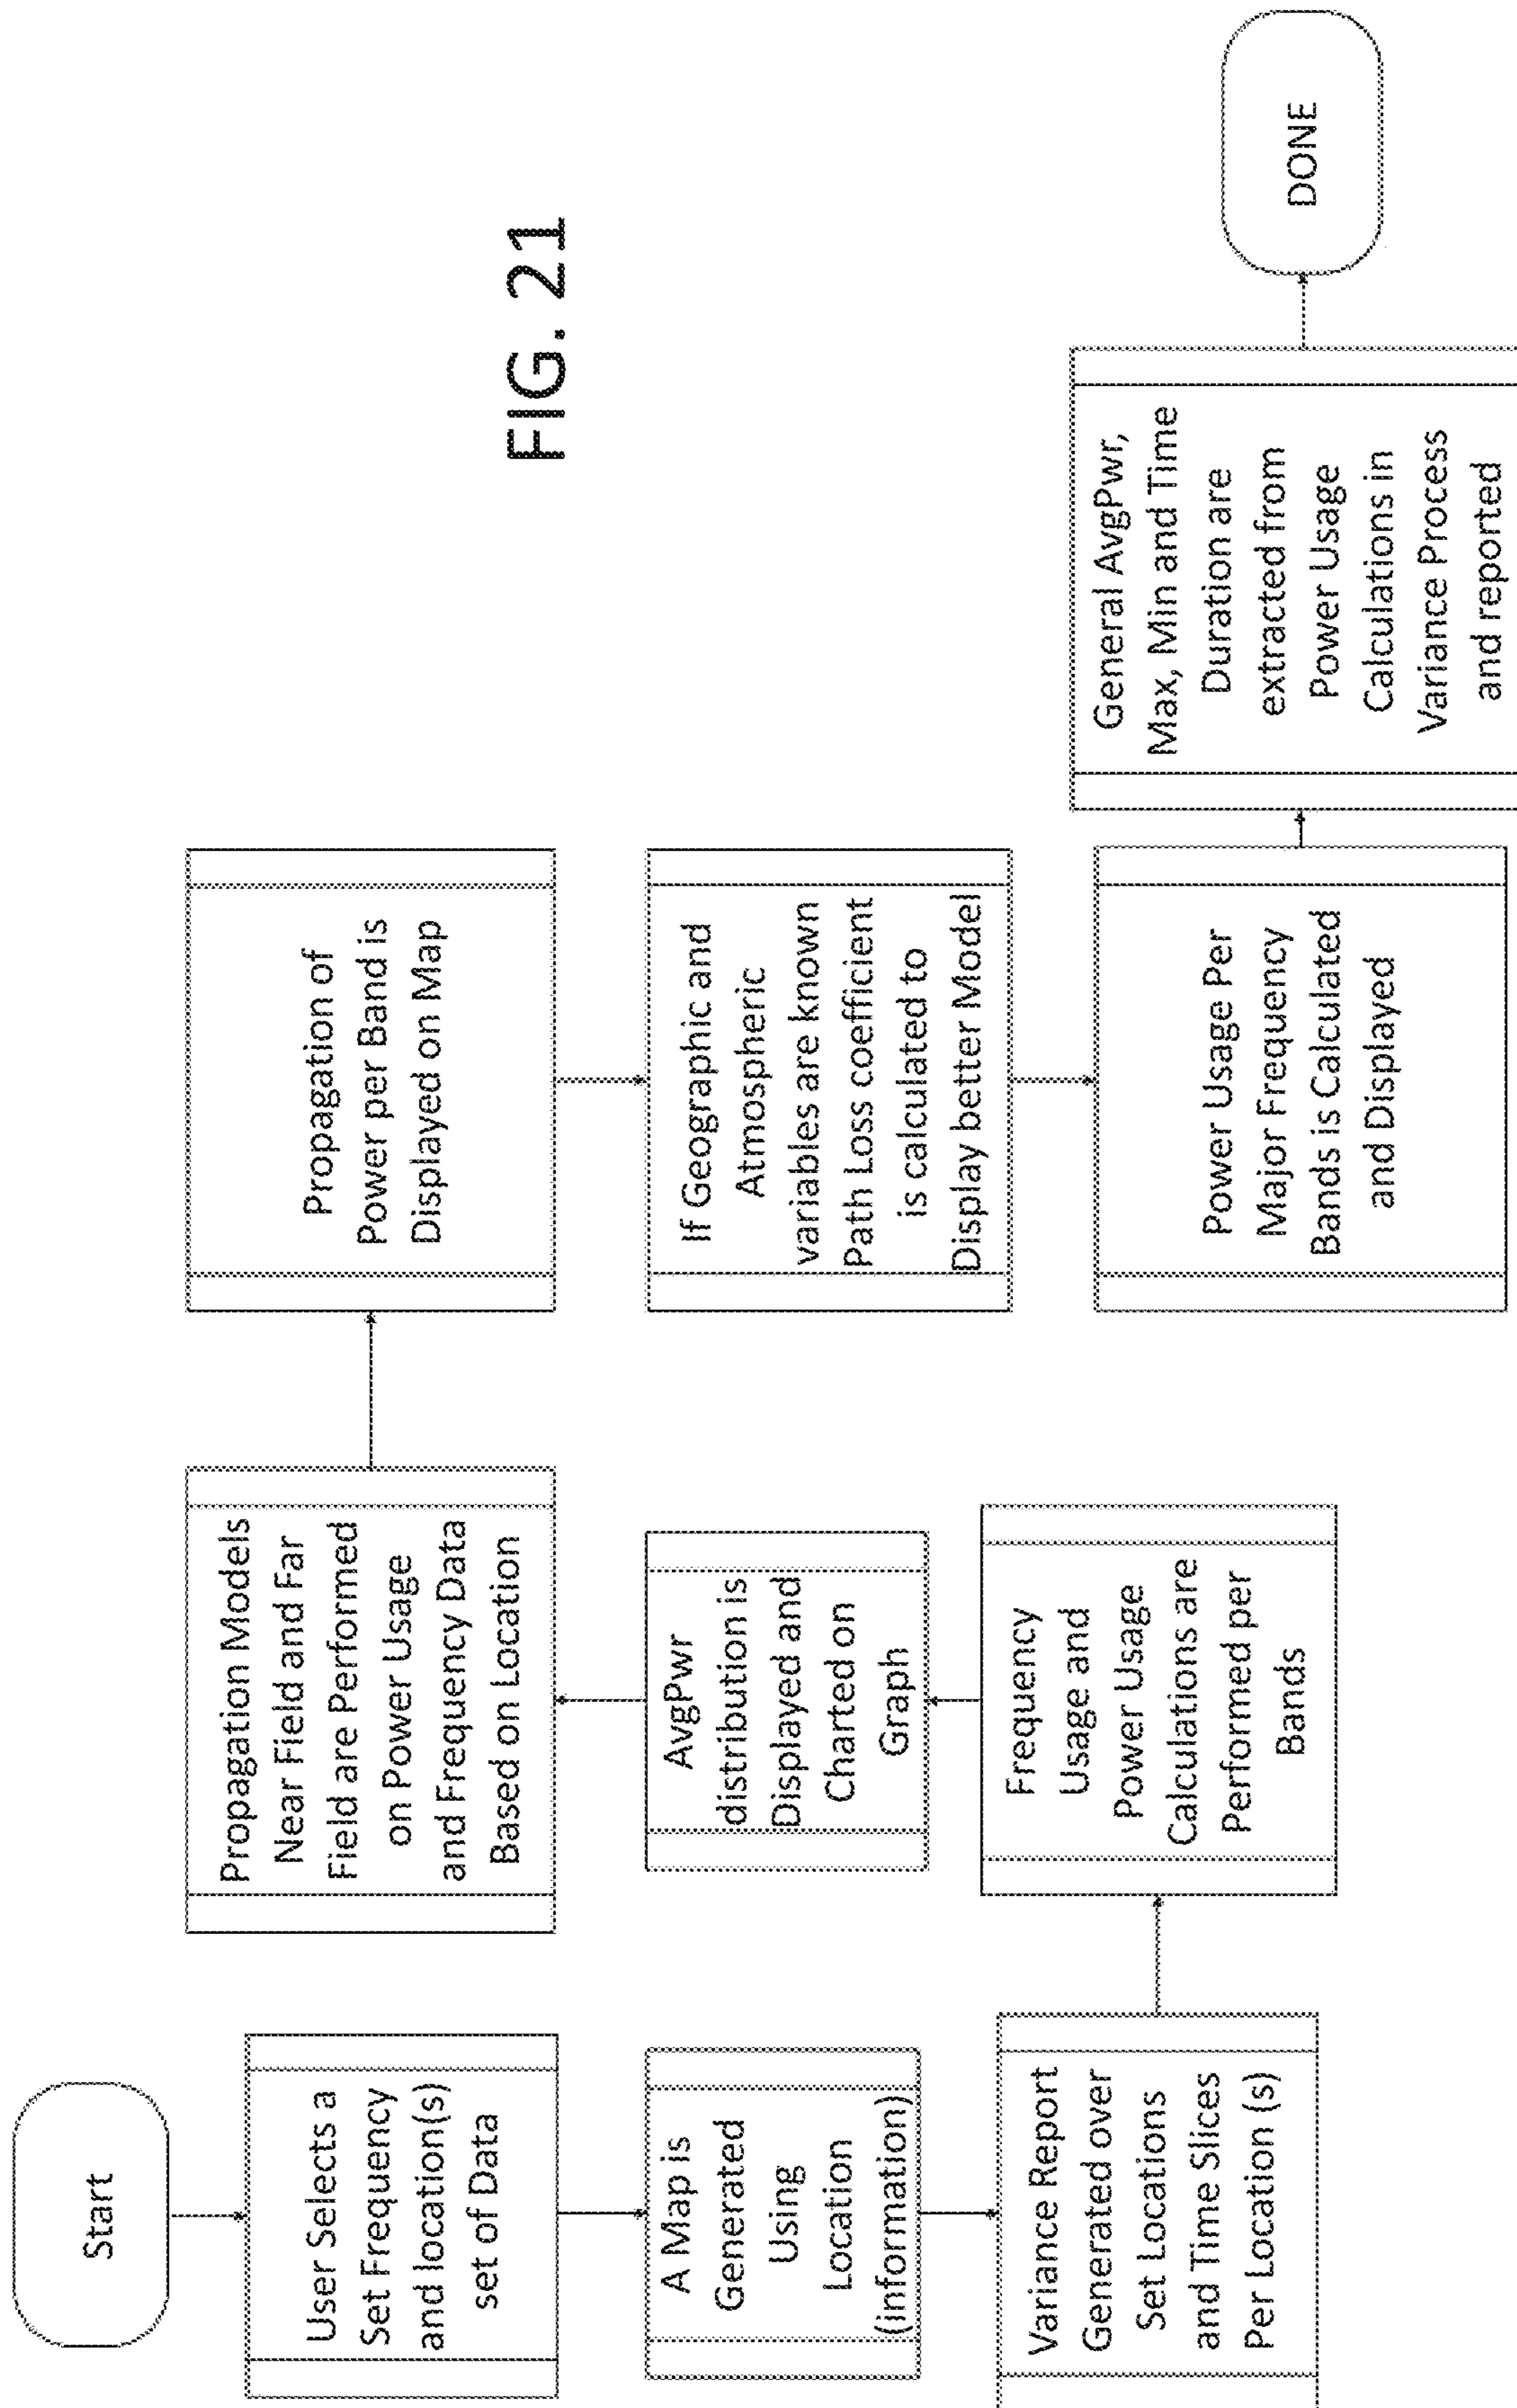 Start
User Selects a
Set Frequency
and location(s)
set of Data
A Map is
Generated
Using
Location
(information)
Variance Report
Generated over
Set Locations
and Time Slices
Per Location (s)
Frequency
Usage and
Power Usage
Calculations are
Performed per
Bands
AvgPwr
distribution is
Displayed and
Charted on
Graph
Propagation Models
Near Field and Far
Field are Performed
on Power Usage
and Frequency Data
Based on Location
Propagation of
Power per Band is
Displayed on Map
If Geographic and
Atmospheric
variables are known
Path Loss coefficient
is calculated to
Display better Model
Power Usage Per
Major Frequency
Bands is Calculated
and Displayed
General AvgPwr,
Max, Min and Time
Duration are
extracted from
Power Usage
Calculations in
Variance Process
and reported
DONE
FIG. 21